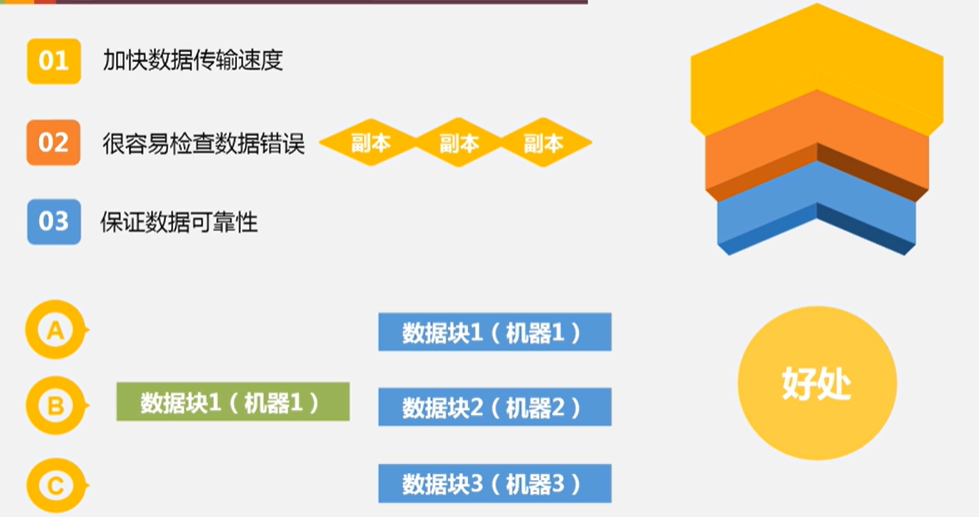 01 加快数据传输速度
02 很容易检查数据错误 副本 副本 副本
03 保证数据可靠性
A 数据块1（机器1）
B 数据块1（机器1） 数据块2（机器2）
C 数据块3（机器3）
好处